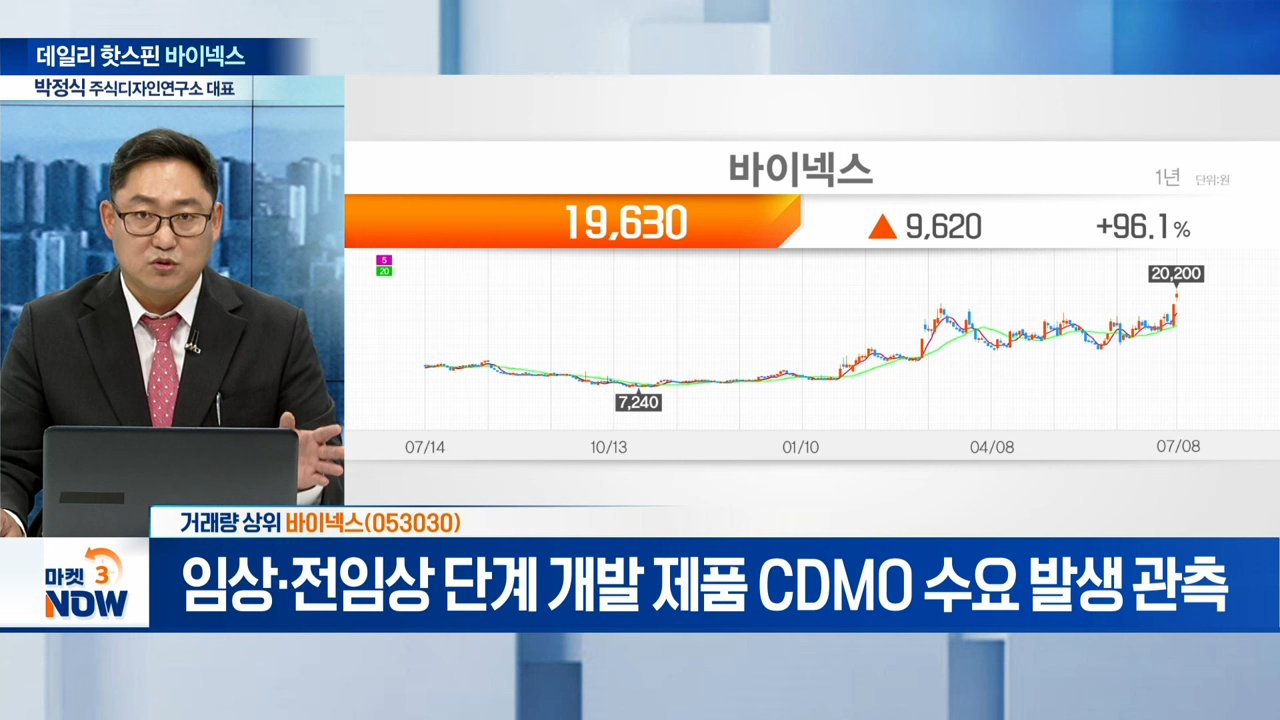 데일리 핫스핀 바이넥스
박정식 주식디자인연구소 대표
바이넥스
1년 단위:원
19,630 ▲ 9,620 +96.1%
5
20
20,200
7,240
07/14 10/13 01/10 04/08 07/08
거래량 상위 바이넥스(053030)
마켓 3
NOW
임상·전임상 단계 개발 제품 CDMO 수요 발생 관측